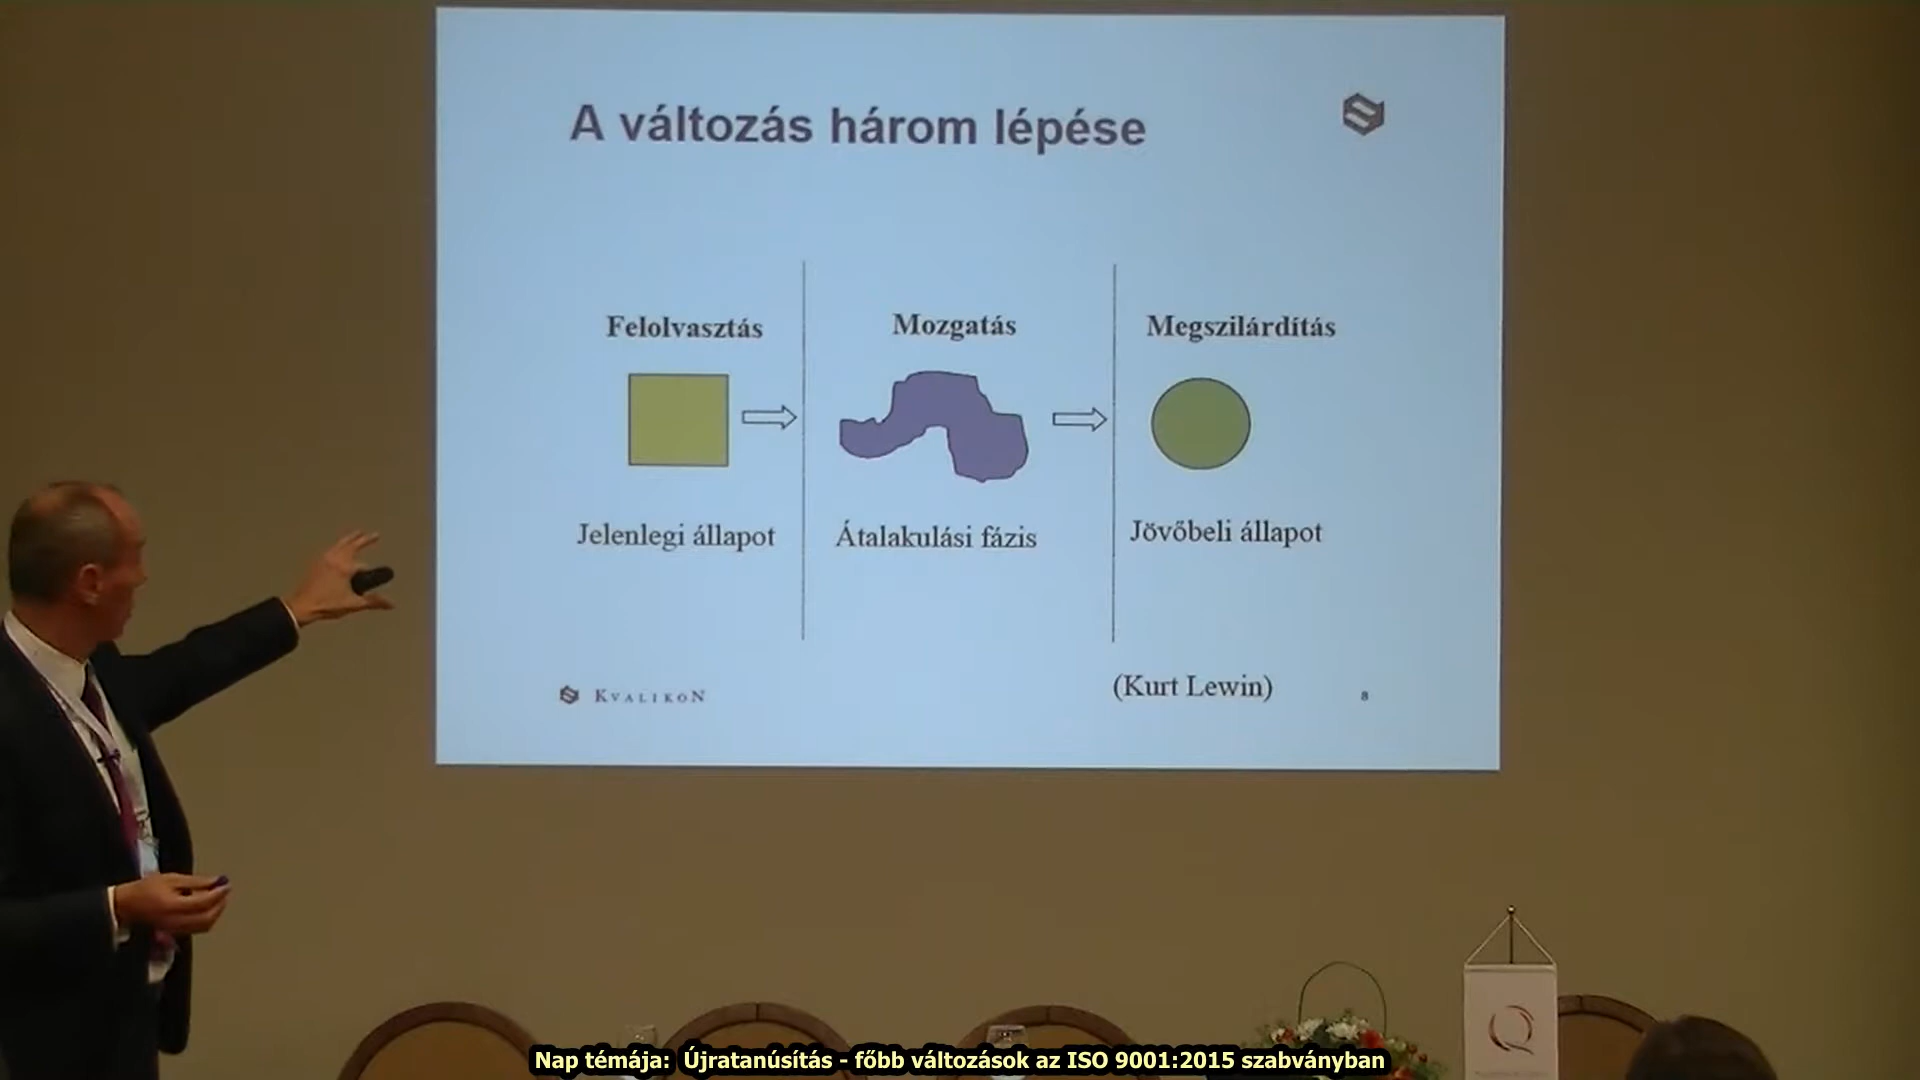 A változás három lépése
Felolvasztás
Mozgatás
Megszilárdítás
Jelenlegi állapot
Átalakulási fázis
Jövőbeli állapot
(Kurt Lewin)
KVALIKON
8
Nap témája: Újratanúsítás - főbb változások az ISO 9001:2015 szabványban